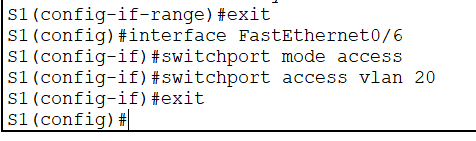 S1(config-if-range)#exit
S1(config)#interface FastEthernet0/6
S1(config-if)#switchport mode access
S1(config-if)#switchport access vlan 20
S1(config-if)#exit
S1(config)#